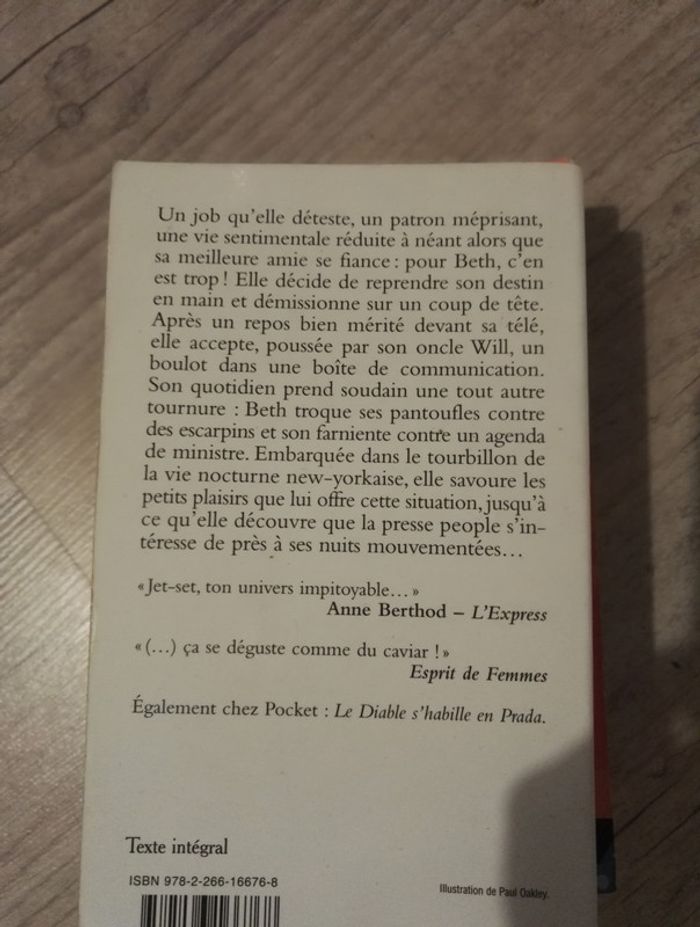 Un job qu'elle déteste, un patron méprisant,
une vie sentimentale réduite à néant alors que
sa meilleure amie se fiance : pour Beth, c'en
est trop ! Elle décide de reprendre son destin
en main et démissionne sur un coup de tête.
Après un repos bien mérité devant sa télé,
elle accepte, poussée par son oncle Will, un
boulot dans une boîte de communication.
Son quotidien prend soudain une tout autre
tournure : Beth troque ses pantoufles contre
des escarpins et son farniente contre un agenda
de ministre. Embarquée dans le tourbillon de
la vie nocturne new-yorkaise, elle savoure les
petits plaisirs que lui offre cette situation, jusqu'à
ce qu'elle découvre que la presse people s'in-
téresse de près à ses nuits mouvementées…
« Jet-set, ton univers impitoyable… »
Anne Berthod – L'Express
« (…) ça se déguste comme du caviar ! »
Esprit de Femmes
Également chez Pocket : Le Diable s'habille en Prada.
Texte intégral
ISBN 978-2-266-16676-8
Illustration de Paul Oakley.